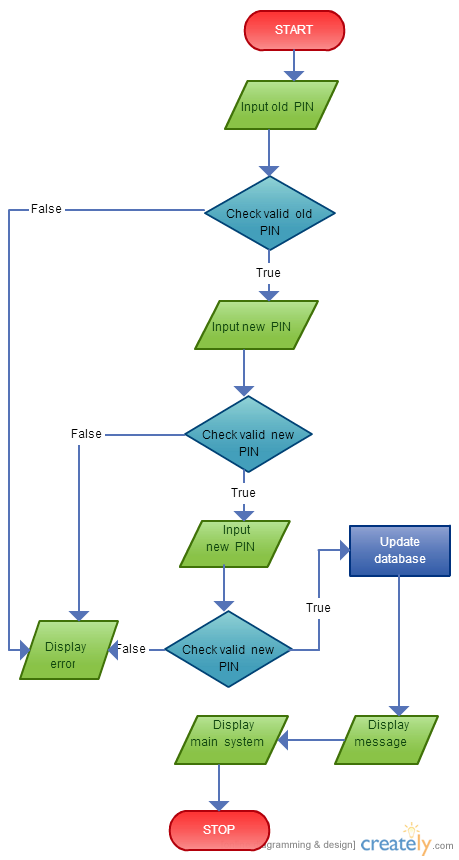 START
Input old PIN
False
Check valid old
PIN
True
Input new PIN
False
Check valid new
PIN
True
Input
new PIN
Update
database
True
Display
error
False
Check valid new
PIN
Display
main system
Display
message
STOP
& design]
creately.com